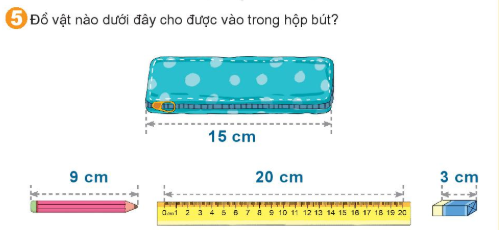 5 Đồ vật nào dưới đây cho được vào trong hộp bút?
15 cm
9 cm 20 cm 3 cm
0 cm 1 2 3 4 5 6 7 8 9 10 11 12 13 14 15 16 17 18 19 20